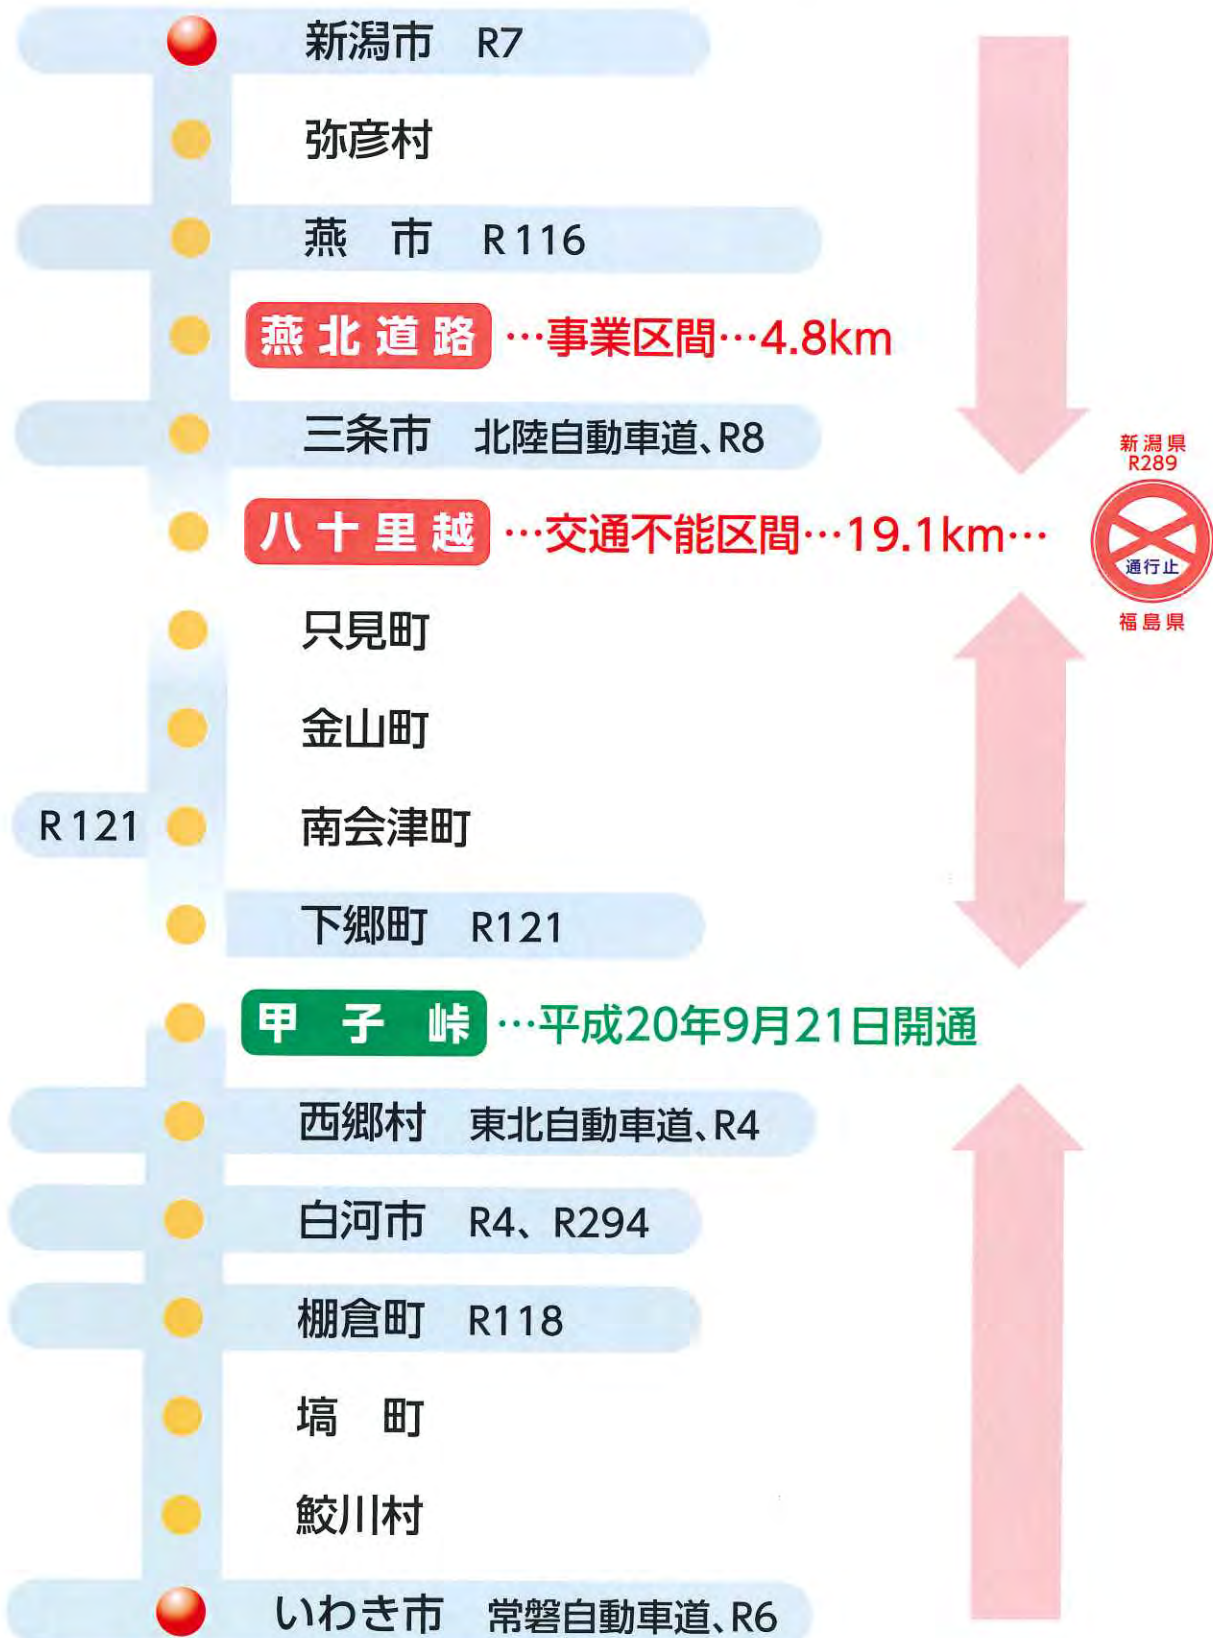 新潟市 R7
弥彦村
燕 市 R116
燕北道路 …事業区間…4.8km
三条市 北陸自動車道、R8
新潟県
R289
八十里越 …交通不能区間…19.1km…
通行止
福島県
只見町
金山町
R121 南会津町
下郷町 R121
甲子峠 …平成20年9月21日開通
西郷村 東北自動車道、R4
白河市 R4、R294
棚倉町 R118
塙 町
鮫川村
いわき市 常磐自動車道、R6